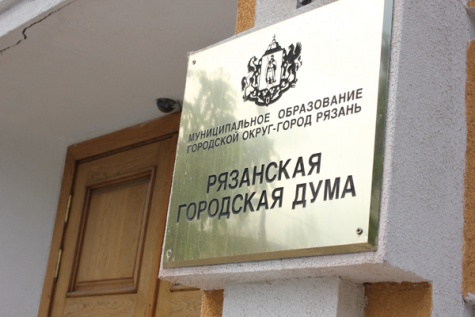 МУНИЦИПАЛЬНОЕ ОБРАЗОВАНИЕ
ГОРОДСКОЙ ОКРУГ-ГОРОД РЯЗАНЬ
РЯЗАНСКАЯ
ГОРОДСКАЯ ДУМА